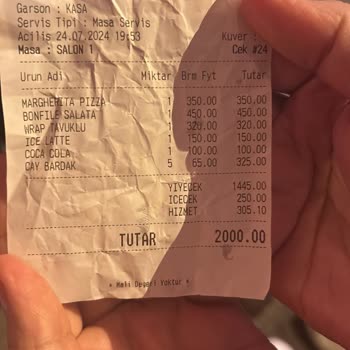 Garson : KASA
Servis Tipi : Masa Servis
Acilis 24.07.2024 19:53 Kuver :
Masa : SALON 1 Cek #24
Urun Adi Miktar Brm Fyt Tutar
MARGHERITA PIZZA 1 350.00 350.00
BONFILE SALATA 450.00 450.00
WRAP TAVUKLU 1 320.00 320.00
ICE LATTE 150.00 150.00
COCA COLA 1 100.00 100.00
CAY BARDAK 5 65.00 325.00
YIYECEK 1445.00
ICECEK 250.00
HIZMET 305.10
TUTAR 2000.00
* Mali Degeri Yoktur *